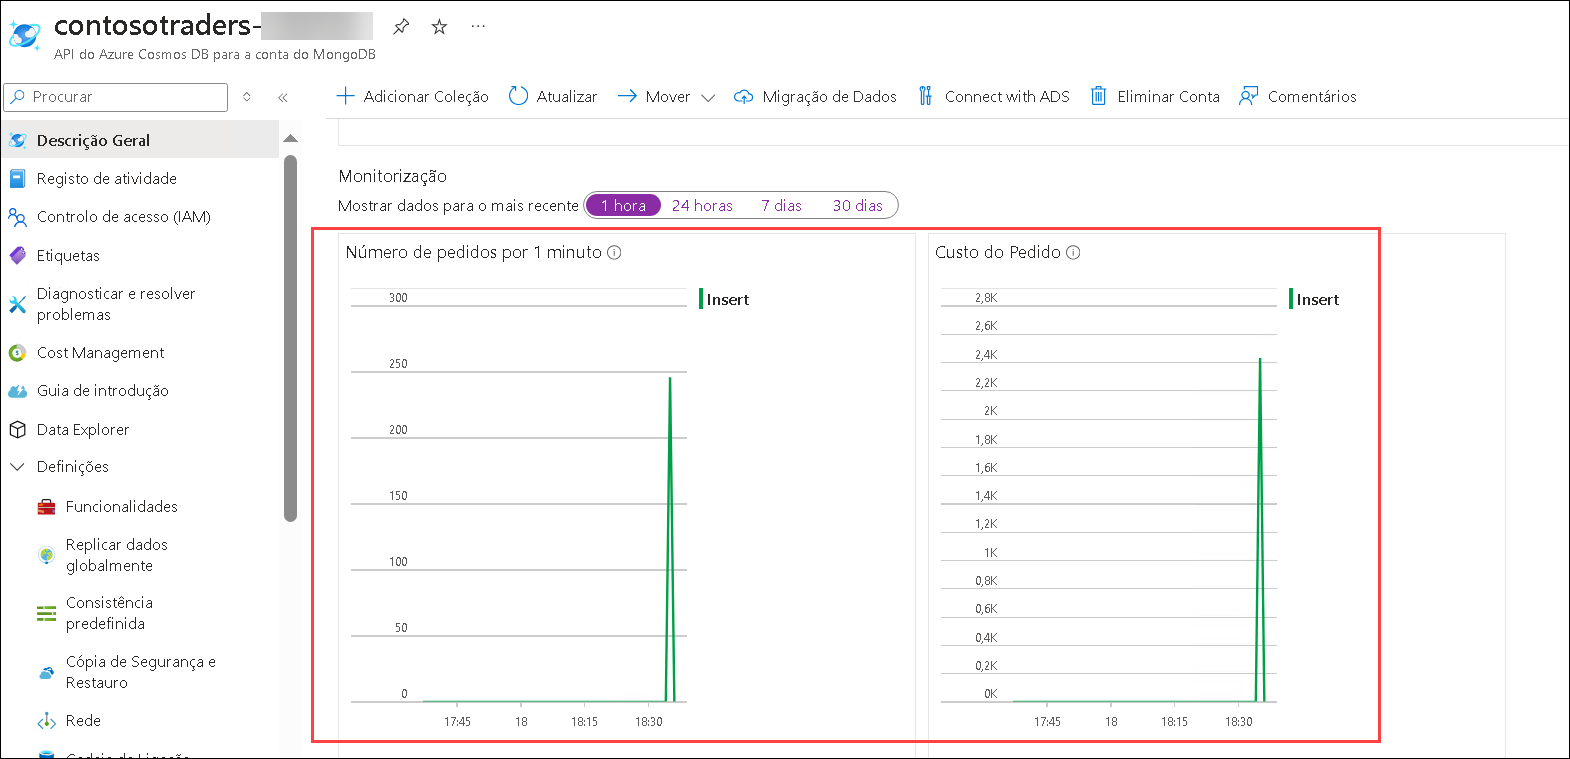 contosotraders-
API do Azure Cosmos DB para a conta do MongoDB
Procurar
Adicionar Coleção
Atualizar
Mover
Migração de Dados
Connect with ADS
Eliminar Conta
Comentários
Descrição Geral
Registo de atividade
Controlo de acesso (IAM)
Etiquetas
Diagnosticar e resolver
problemas
Cost Management
Guia de introdução
Data Explorer
Definições
Funcionalidades
Replicar dados
globalmente
Consistência
predefinida
Cópia de Segurança e
Restauro
Rede
Monitorização
Mostrar dados para o mais recente 1 hora 24 horas 7 dias 30 dias
Número de pedidos por 1 minuto
300
250
200
150
100
50
0
17:45 18 18:15 18:30
Insert
Custo do Pedido
2,8K
2,6K
2,4K
2,2K
2K
1,8K
1,6K
1,4K
1,2K
1K
0,8K
0,6K
0,4K
0,2K
0K
17:45 18 18:15 18:30
Insert